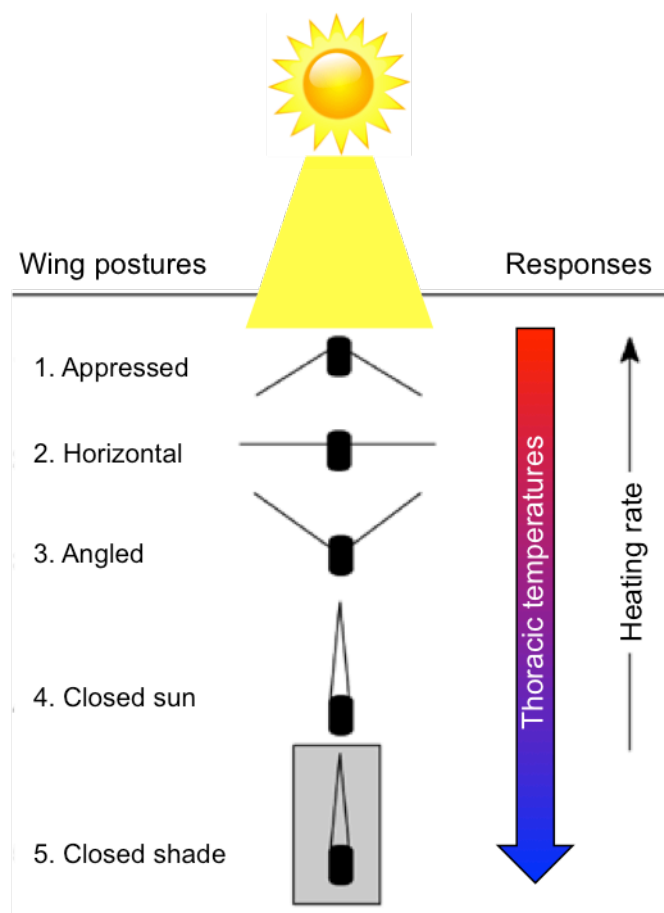 Wing postures
Responses
1. Appressed
2. Horizontal
3. Angled
4. Closed sun
5. Closed shade
Thoracic temperatures
Heating rate